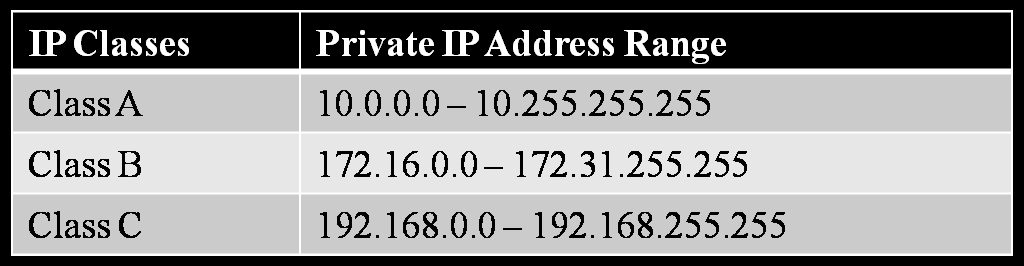 IP Classes Private IP Address Range
Class A 10.0.0.0 – 10.255.255.255
Class B 172.16.0.0 – 172.31.255.255
Class C 192.168.0.0 – 192.168.255.255